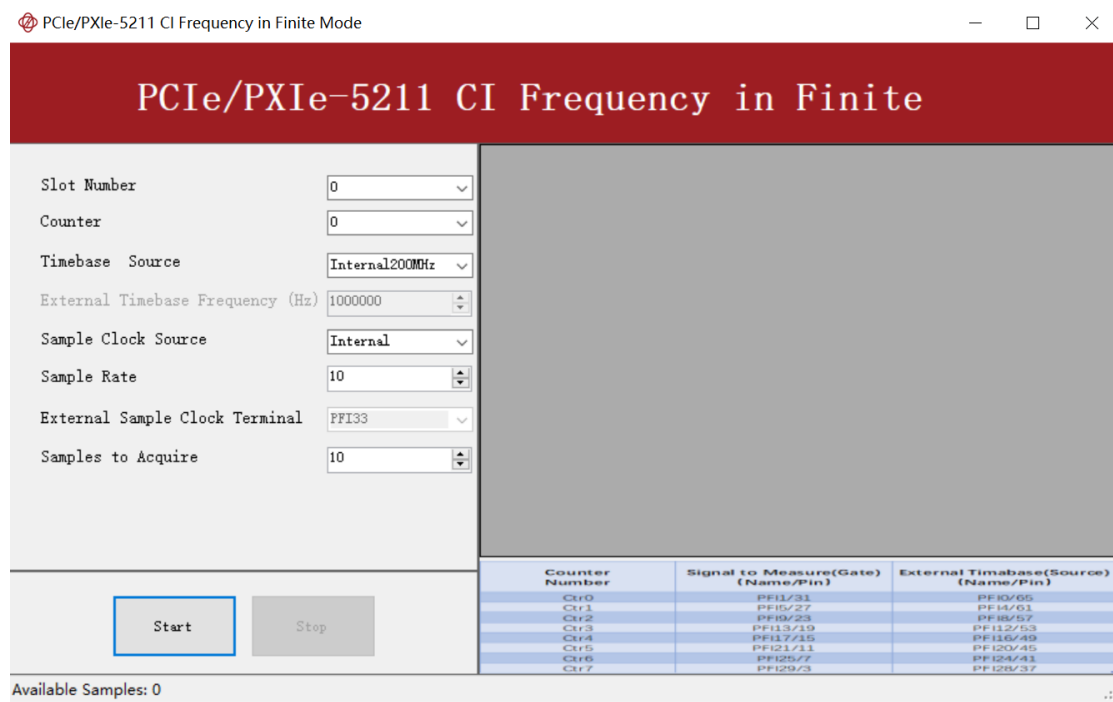 PCIe/PXIe-5211 CI Frequency in Finite Mode
PCIe/PXIe-5211 CI Frequency in Finite
Slot Number 0
Counter 0
Timebase Source Internal200MHz
External Timebase Frequency (Hz) 1000000
Sample Clock Source Internal
Sample Rate 10
External Sample Clock Terminal PFI33
Samples to Acquire 10
Start Stop
Counter Number Signal to Measure(Gate) (Name/Pin) External Timabase(Source) (Name/Pin)
Ctr0 PFI1/31 PFI0/65
Ctr1 PFI5/27 PFI4/61
Ctr2 PFI9/23 PFI8/57
Ctr3 PFI13/19 PFI12/53
Ctr4 PFI17/15 PFI16/49
Ctr5 PFI21/11 PFI20/45
Ctr6 PFI25/7 PFI24/41
Ctr7 PFI29/3 PFI28/37
Available Samples: 0